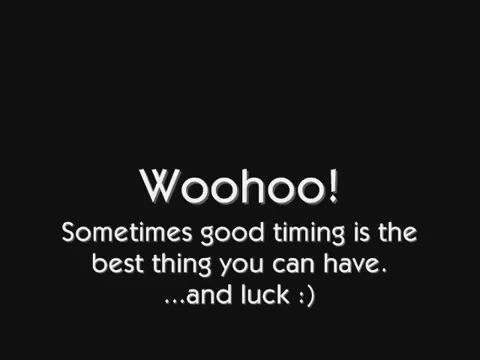 Woohoo!
Sometimes good timing is the
best thing you can have.
...and luck :)